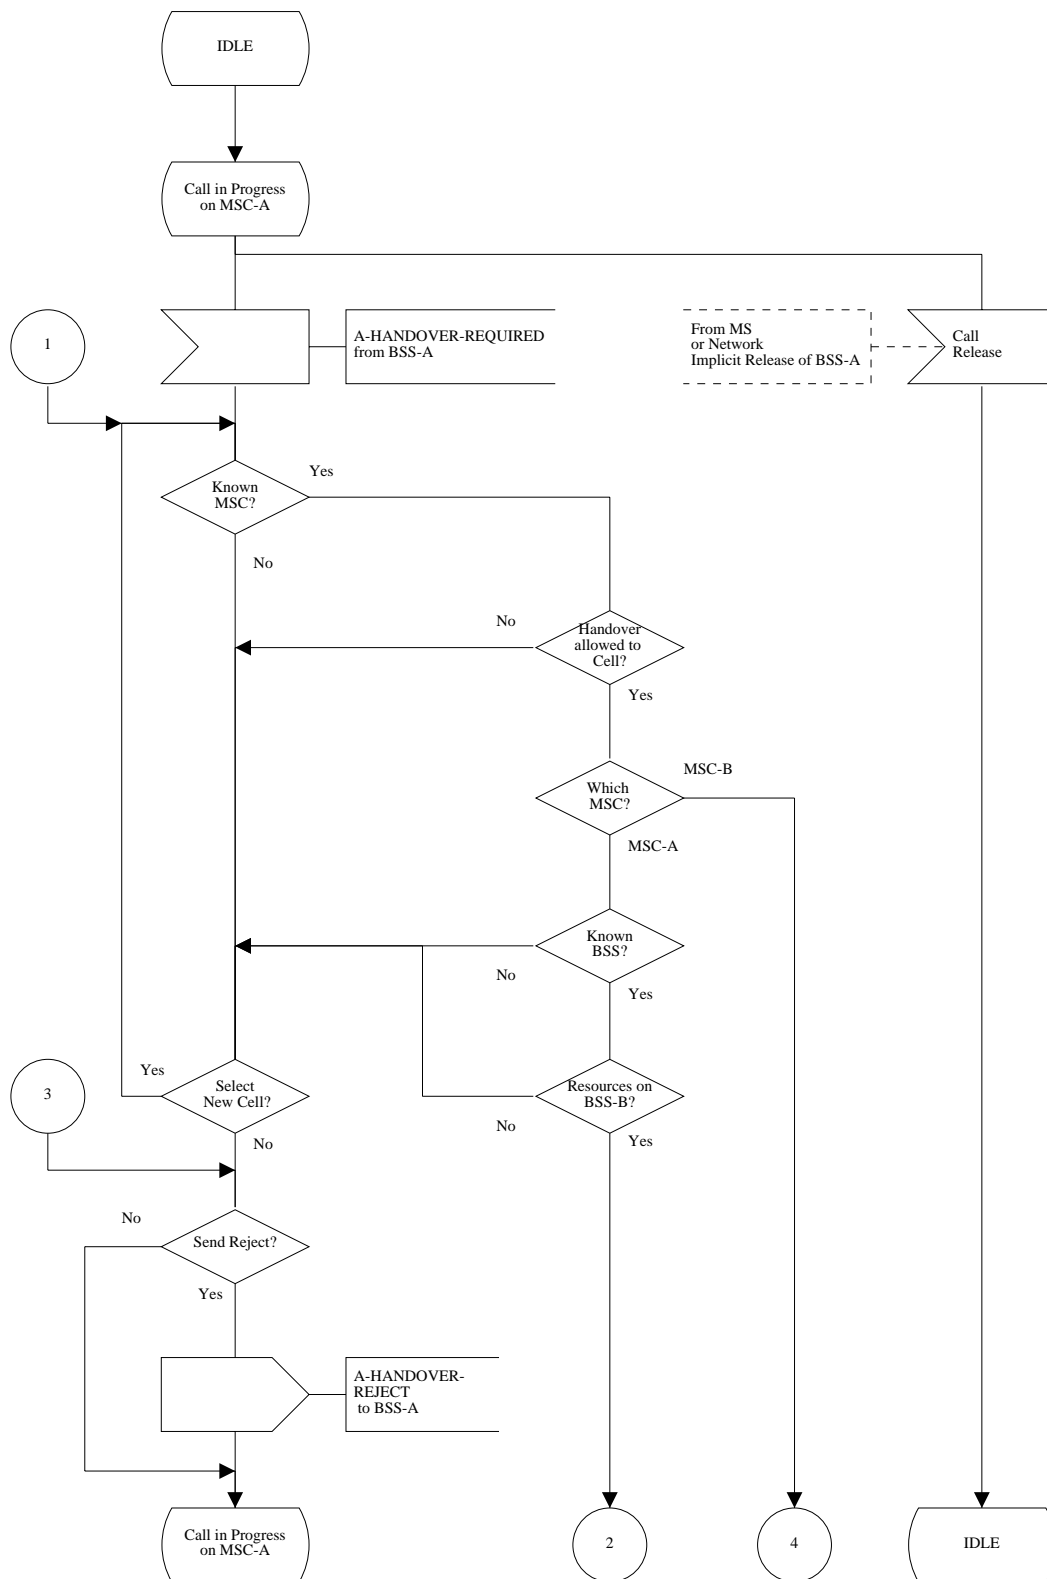 IDLE
Call in Progress
on MSC-A
1
A-HANDOVER-REQUIRED
from BSS-A
From MS
or Network
Implicit Release of BSS-A
Call
Release
Yes
Known
MSC?
No
No
Handover
allowed to
Cell?
Yes
MSC-B
Which
MSC?
MSC-A
Known
BSS?
No
Yes
Yes
3
Select
New Cell?
Resources on
BSS-B?
No
No
Yes
No
Send Reject?
Yes
A-HANDOVER-
REJECT
to BSS-A
Call in Progress
on MSC-A
2
4
IDLE